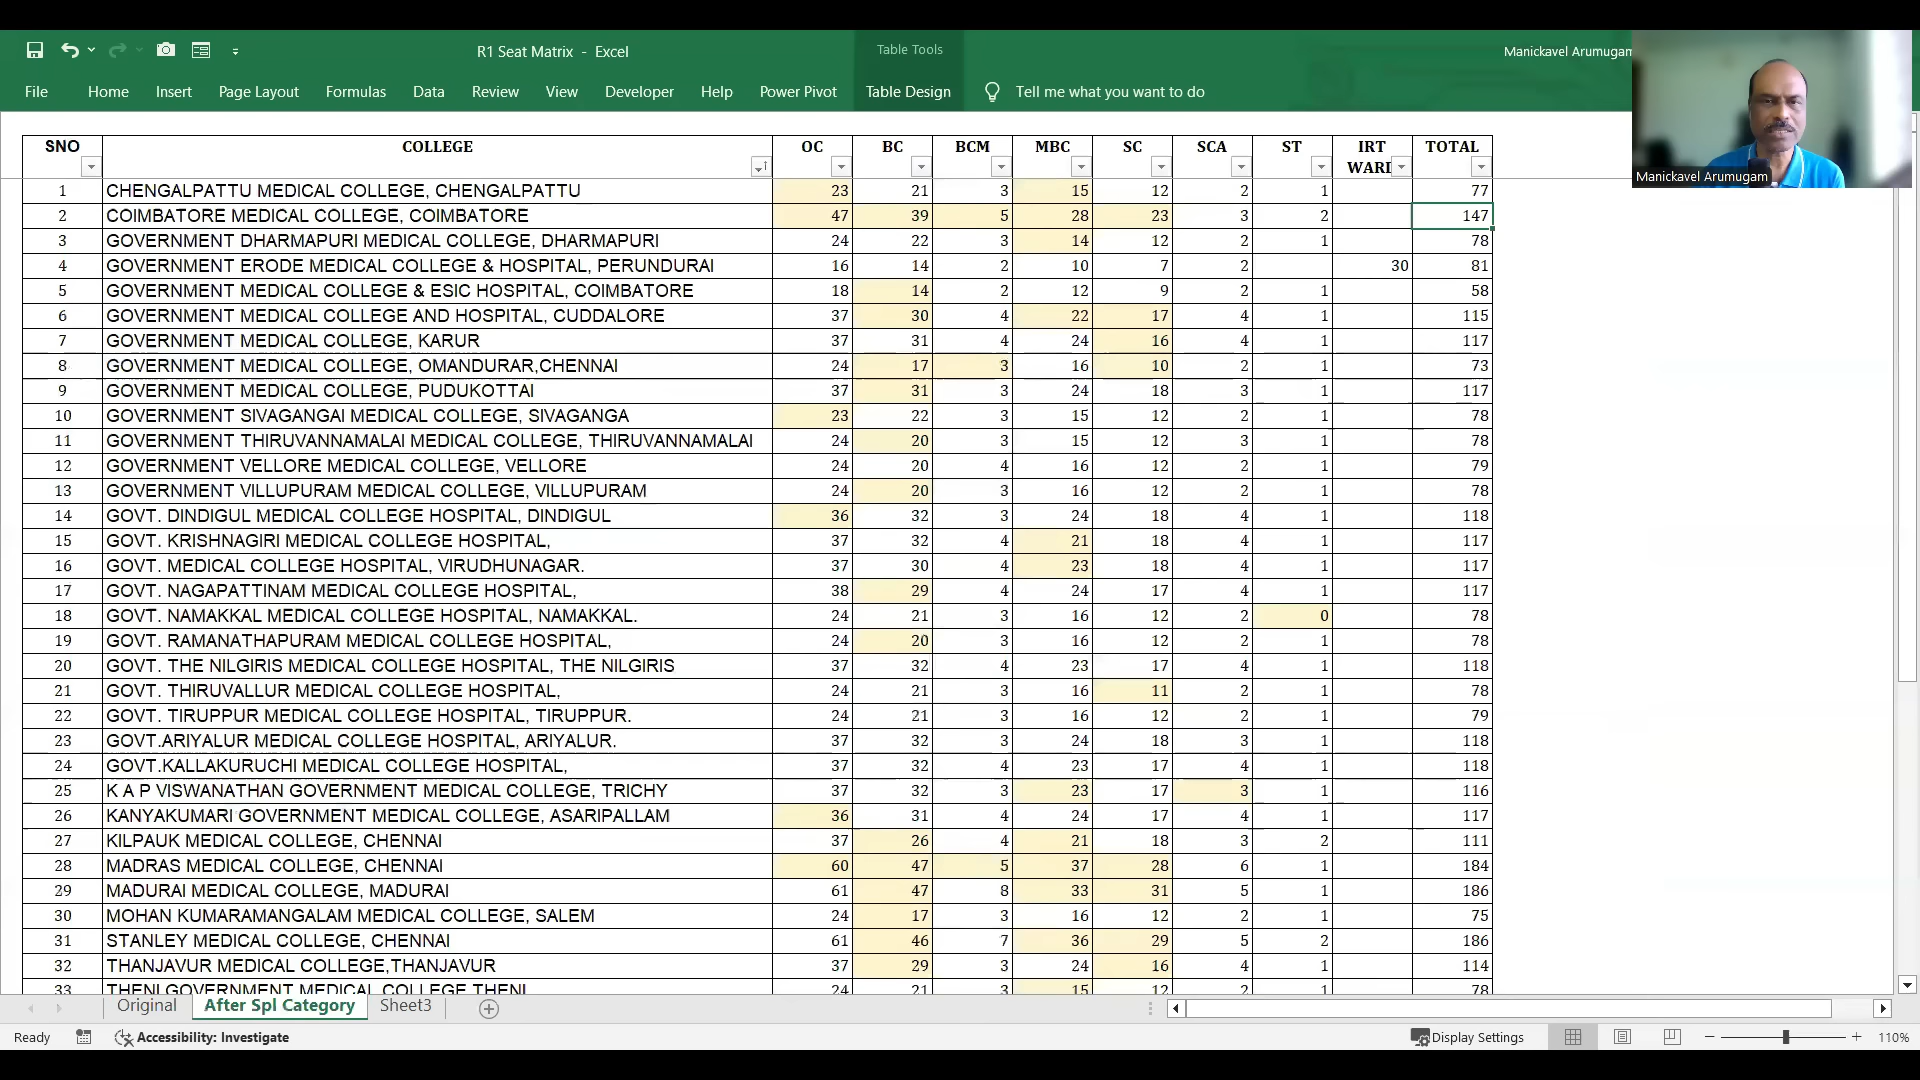 R1 Seat Matrix - Excel
Table Tools
Manickavel Arumugam
File Home Insert Page Layout Formulas Data Review View Developer Help Power Pivot Table Design Tell me what you want to do
Manickavel Arumugam
SNO COLLEGE OC BC BCM MBC SC SCA ST IRT WARD TOTAL
1 CHENGALPATTU MEDICAL COLLEGE, CHENGALPATTU 23 21 3 15 12 2 1 77
2 COIMBATORE MEDICAL COLLEGE, COIMBATORE 47 39 5 28 23 3 2 147
3 GOVERNMENT DHARMAPURI MEDICAL COLLEGE, DHARMAPURI 24 22 3 14 12 2 1 78
4 GOVERNMENT ERODE MEDICAL COLLEGE & HOSPITAL, PERUNDURAI 16 14 2 10 7 2 30 81
5 GOVERNMENT MEDICAL COLLEGE & ESIC HOSPITAL, COIMBATORE 18 14 2 12 9 2 1 58
6 GOVERNMENT MEDICAL COLLEGE AND HOSPITAL, CUDDALORE 37 30 4 22 17 4 1 115
7 GOVERNMENT MEDICAL COLLEGE, KARUR 37 31 4 24 16 4 1 117
8 GOVERNMENT MEDICAL COLLEGE, OMANDURAR,CHENNAI 24 17 3 16 10 2 1 73
9 GOVERNMENT MEDICAL COLLEGE, PUDUKOTTAI 37 31 3 24 18 3 1 117
10 GOVERNMENT SIVAGANGAI MEDICAL COLLEGE, SIVAGANGA 23 22 3 15 12 2 1 78
11 GOVERNMENT THIRUVANNAMALAI MEDICAL COLLEGE, THIRUVANNAMALAI 24 20 3 15 12 3 1 78
12 GOVERNMENT VELLORE MEDICAL COLLEGE, VELLORE 24 20 4 16 12 2 1 79
13 GOVERNMENT VILLUPURAM MEDICAL COLLEGE, VILLUPURAM 24 20 3 16 12 2 1 78
14 GOVT. DINDIGUL MEDICAL COLLEGE HOSPITAL, DINDIGUL 36 32 3 24 18 4 1 118
15 GOVT. KRISHNAGIRI MEDICAL COLLEGE HOSPITAL, 37 32 4 21 18 4 1 117
16 GOVT. MEDICAL COLLEGE HOSPITAL, VIRUDHUNAGAR. 37 30 4 23 18 4 1 117
17 GOVT. NAGAPATTINAM MEDICAL COLLEGE HOSPITAL, 38 29 4 24 17 4 1 117
18 GOVT. NAMAKKAL MEDICAL COLLEGE HOSPITAL, NAMAKKAL. 24 21 3 16 12 2 0 78
19 GOVT. RAMANATHAPURAM MEDICAL COLLEGE HOSPITAL, 24 20 3 16 12 2 1 78
20 GOVT. THE NILGIRIS MEDICAL COLLEGE HOSPITAL, THE NILGIRIS 37 32 4 23 17 4 1 118
21 GOVT. THIRUVALLUR MEDICAL COLLEGE HOSPITAL, 24 21 3 16 11 2 1 78
22 GOVT. TIRUPPUR MEDICAL COLLEGE HOSPITAL, TIRUPPUR. 24 21 3 16 12 2 1 79
23 GOVT.ARIYALUR MEDICAL COLLEGE HOSPITAL, ARIYALUR. 37 32 3 24 18 3 1 118
24 GOVT.KALLAKURUCHI MEDICAL COLLEGE HOSPITAL, 37 32 4 23 17 4 1 118
25 K A P VISWANATHAN GOVERNMENT MEDICAL COLLEGE, TRICHY 37 32 3 23 17 3 1 116
26 KANYAKUMARI GOVERNMENT MEDICAL COLLEGE, ASARIPALLAM 36 31 4 24 17 4 1 117
27 KILPAUK MEDICAL COLLEGE, CHENNAI 37 26 4 21 18 3 2 111
28 MADRAS MEDICAL COLLEGE, CHENNAI 60 47 5 37 28 6 1 184
29 MADURAI MEDICAL COLLEGE, MADURAI 61 47 8 33 31 5 1 186
30 MOHAN KUMARAMANGALAM MEDICAL COLLEGE, SALEM 24 17 3 16 12 2 1 75
31 STANLEY MEDICAL COLLEGE, CHENNAI 61 46 7 36 29 5 2 186
32 THANJAVUR MEDICAL COLLEGE,THANJAVUR 37 29 3 24 16 4 1 114
33 THENI GOVERNMENT MEDICAL COLLEGE,THENI 24 21 3 15 12 2 1 78
Original After Spl Category Sheet3
Ready Accessibility: Investigate Display Settings 110%